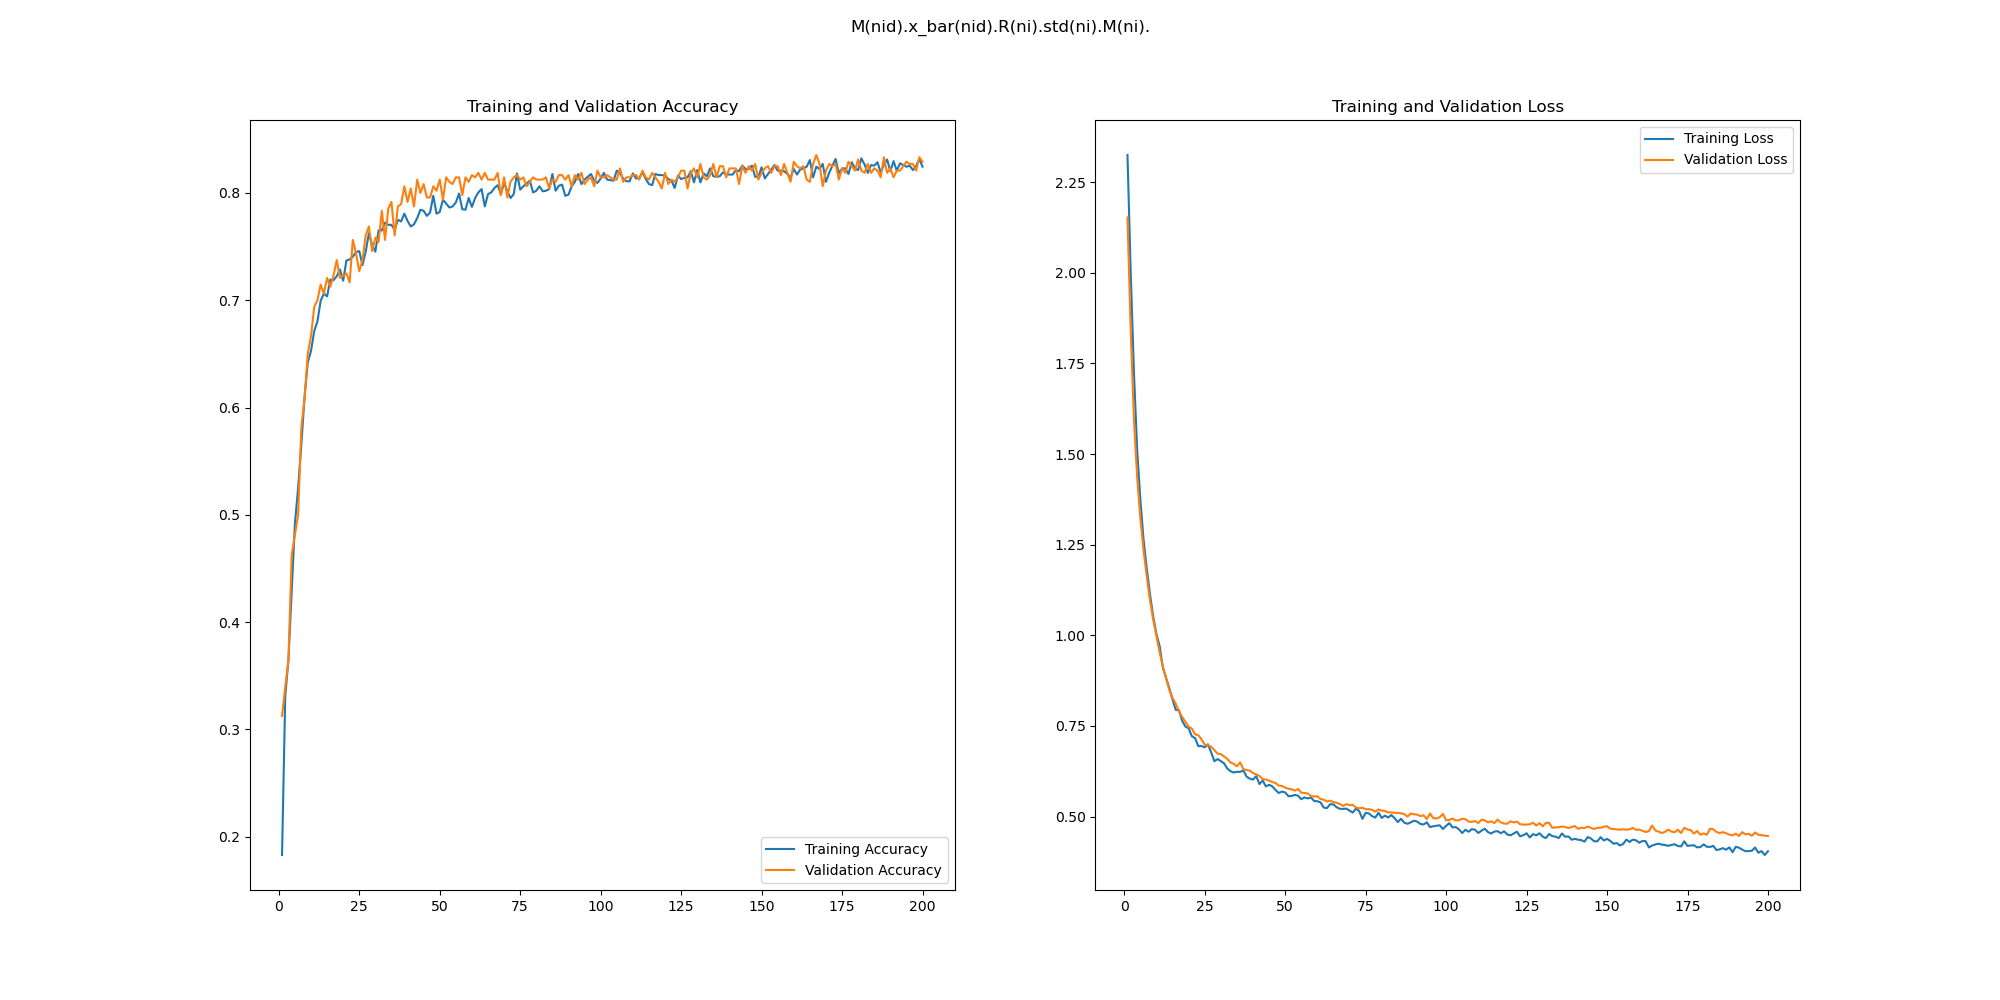 M(nid).x_bar(nid).R(ni).std(ni).M(ni).
Training and Validation Accuracy
0.8
0.7
0.6
0.5
0.4
0.3
0.2
0 25 50 75 100 125 150 175 200
Training Accuracy
Validation Accuracy
Training and Validation Loss
2.25
2.00
1.75
1.50
1.25
1.00
0.75
0.50
0 25 50 75 100 125 150 175 200
Training Loss
Validation Loss